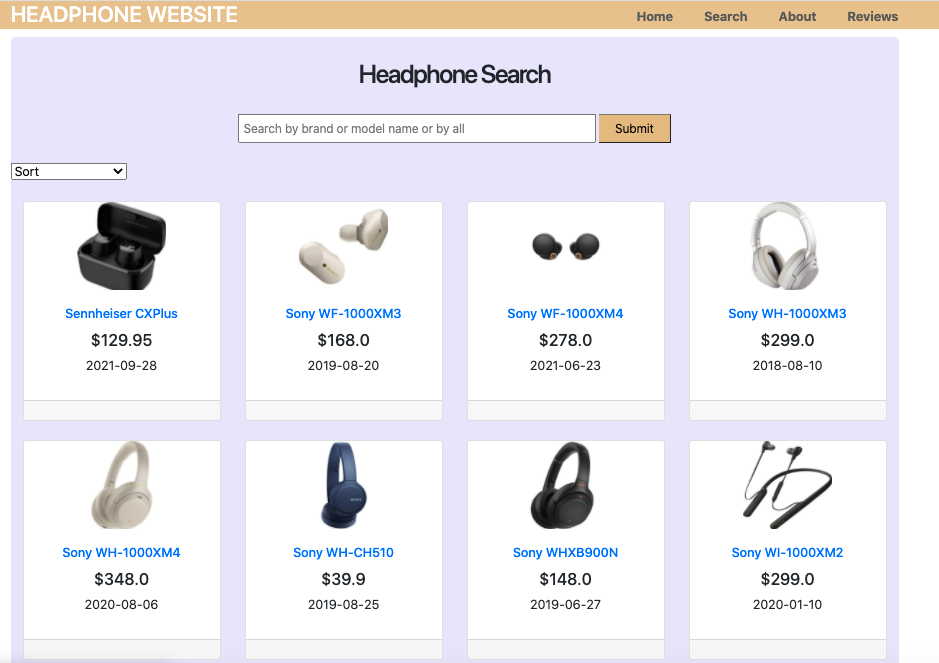 HEADPHONE WEBSITE Home Search About Reviews
Headphone Search
Search by brand or model name or by all Submit
Sort
Sennheiser CXPlus Sony WF-1000XM3 Sony WF-1000XM4 Sony WH-1000XM3
$129.95 $168.0 $278.0 $299.0
2021-09-28 2019-08-20 2021-06-23 2018-08-10
Sony WH-1000XM4 Sony WH-CH510 Sony WHXB900N Sony WI-1000XM2
$348.0 $39.9 $148.0 $299.0
2020-08-06 2019-08-25 2019-06-27 2020-01-10